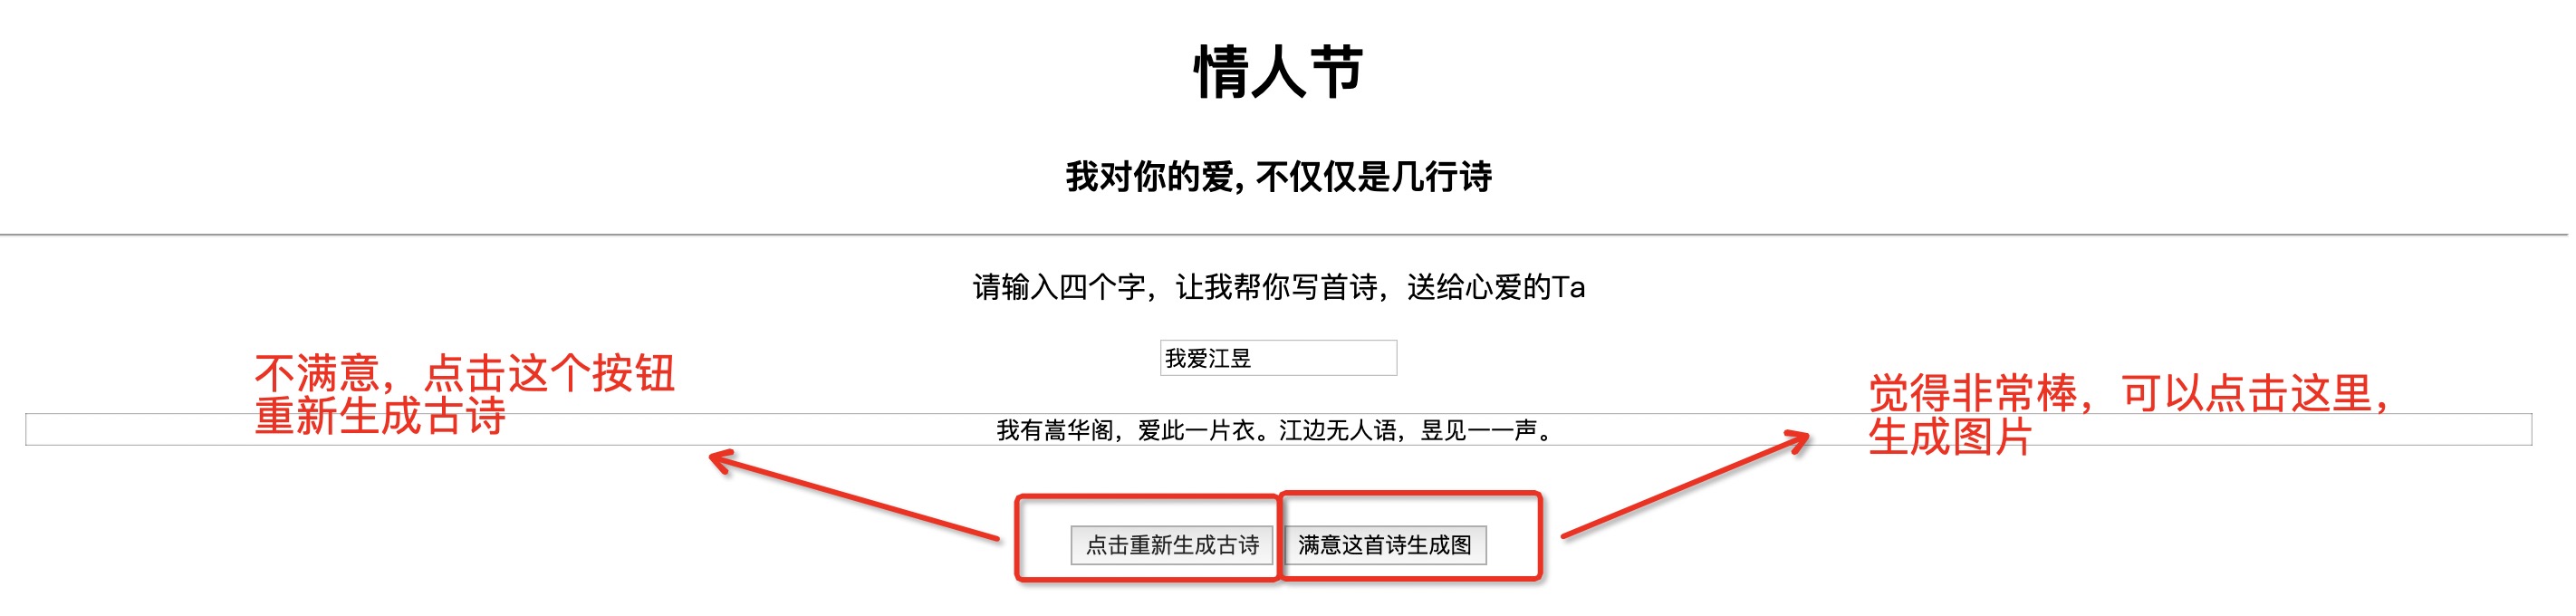 情人节
我对你的爱, 不仅仅是几行诗
请输入四个字，让我帮你写首诗，送给心爱的Ta
我爱江昱
不满意，点击这个按钮
重新生成古诗
觉得非常棒，可以点击这里，
生成图片
我有嵩华阁，爱此一片衣。江边无人语，昱见一一声。
点击重新生成古诗
满意这首诗生成图